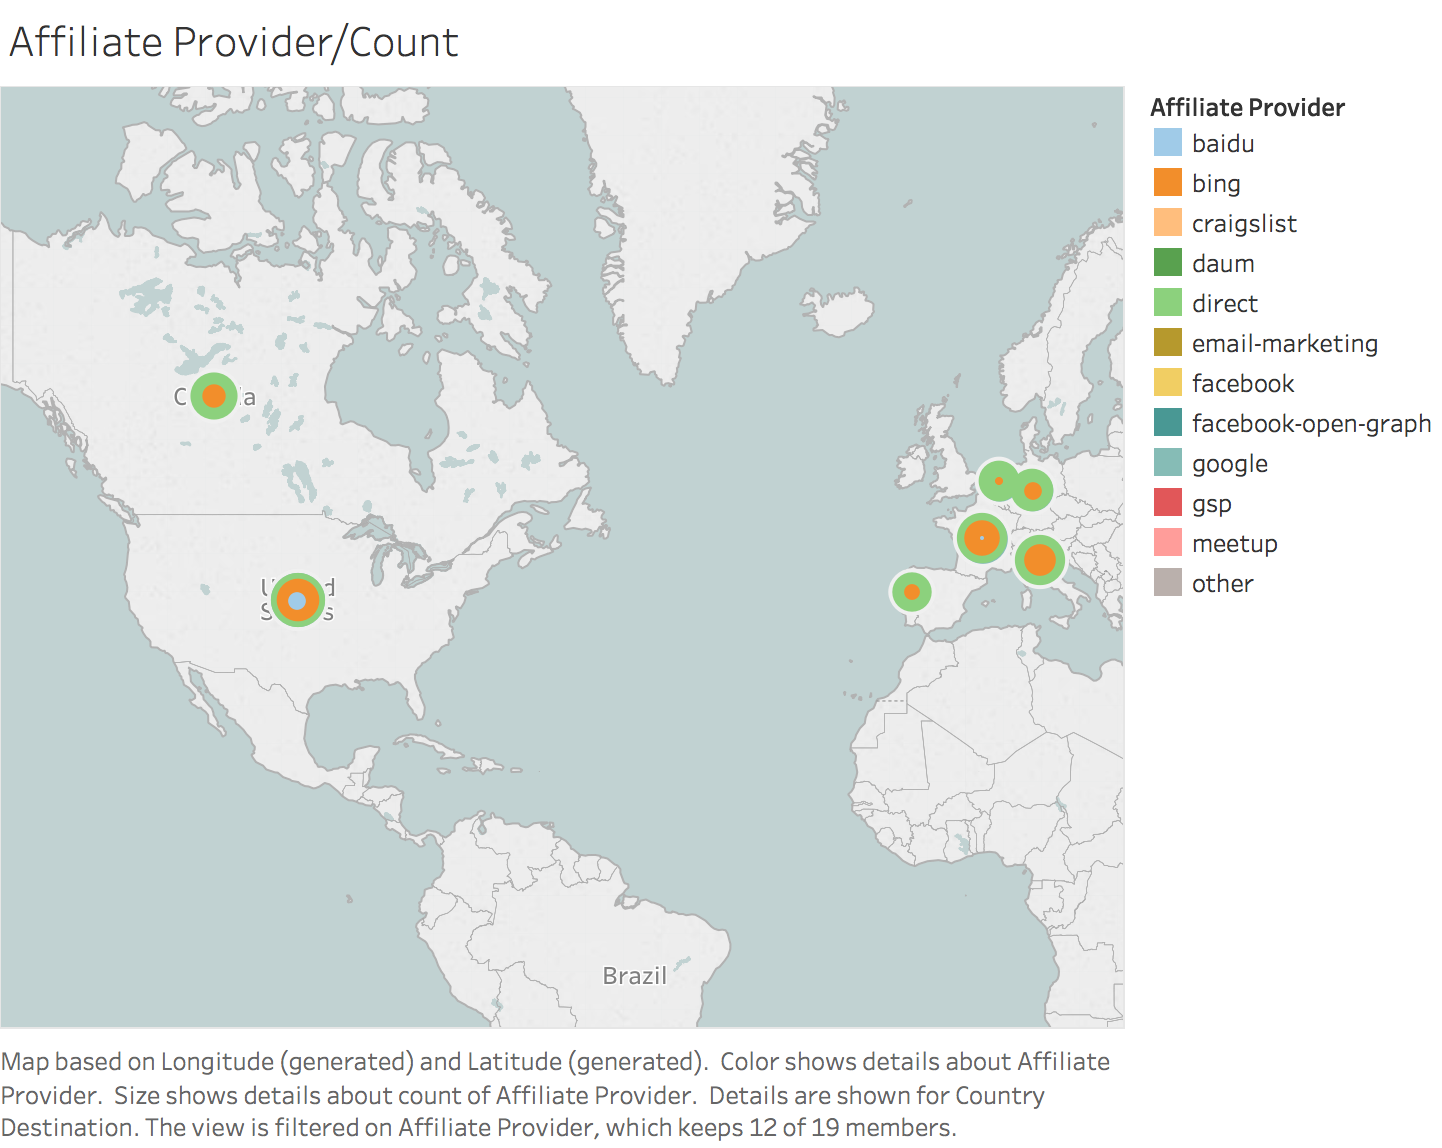 Affiliate Provider/Count
Affiliate Provider
baidu
bing
craigslist
daum
direct
email-marketing
facebook
facebook-open-graph
google
gsp
meetup
other
Brazil
Map based on Longitude (generated) and Latitude (generated).  Color shows details about Affiliate
Provider.  Size shows details about count of Affiliate Provider.  Details are shown for Country
Destination. The view is filtered on Affiliate Provider, which keeps 12 of 19 members.